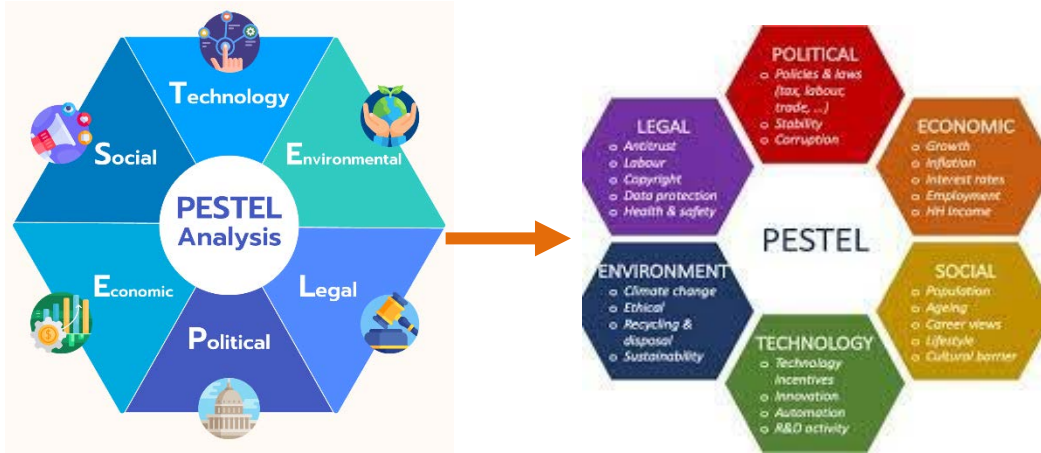 Technology
Social
Environmental
PESTEL
Analysis
Economic
Legal
Political
POLITICAL
o Policies & laws
(tax, labour,
trade, ...)
o Stability
o Corruption
LEGAL
o Antitrust
o Labour
o Copyright
o Data protection
o Health & safety
ECONOMIC
o Growth
o Inflation
o Interest rates
o Employment
o HH Income
PESTEL
ENVIRONMENT
o Climate change
o Ethical
o Recycling &
disposal
o Sustainability
SOCIAL
o Population
o Ageing
o Career views
o Lifestyle
o Cultural barrier
TECHNOLOGY
o Technology
Incentives
o Innovation
o Automation
o R&D activity